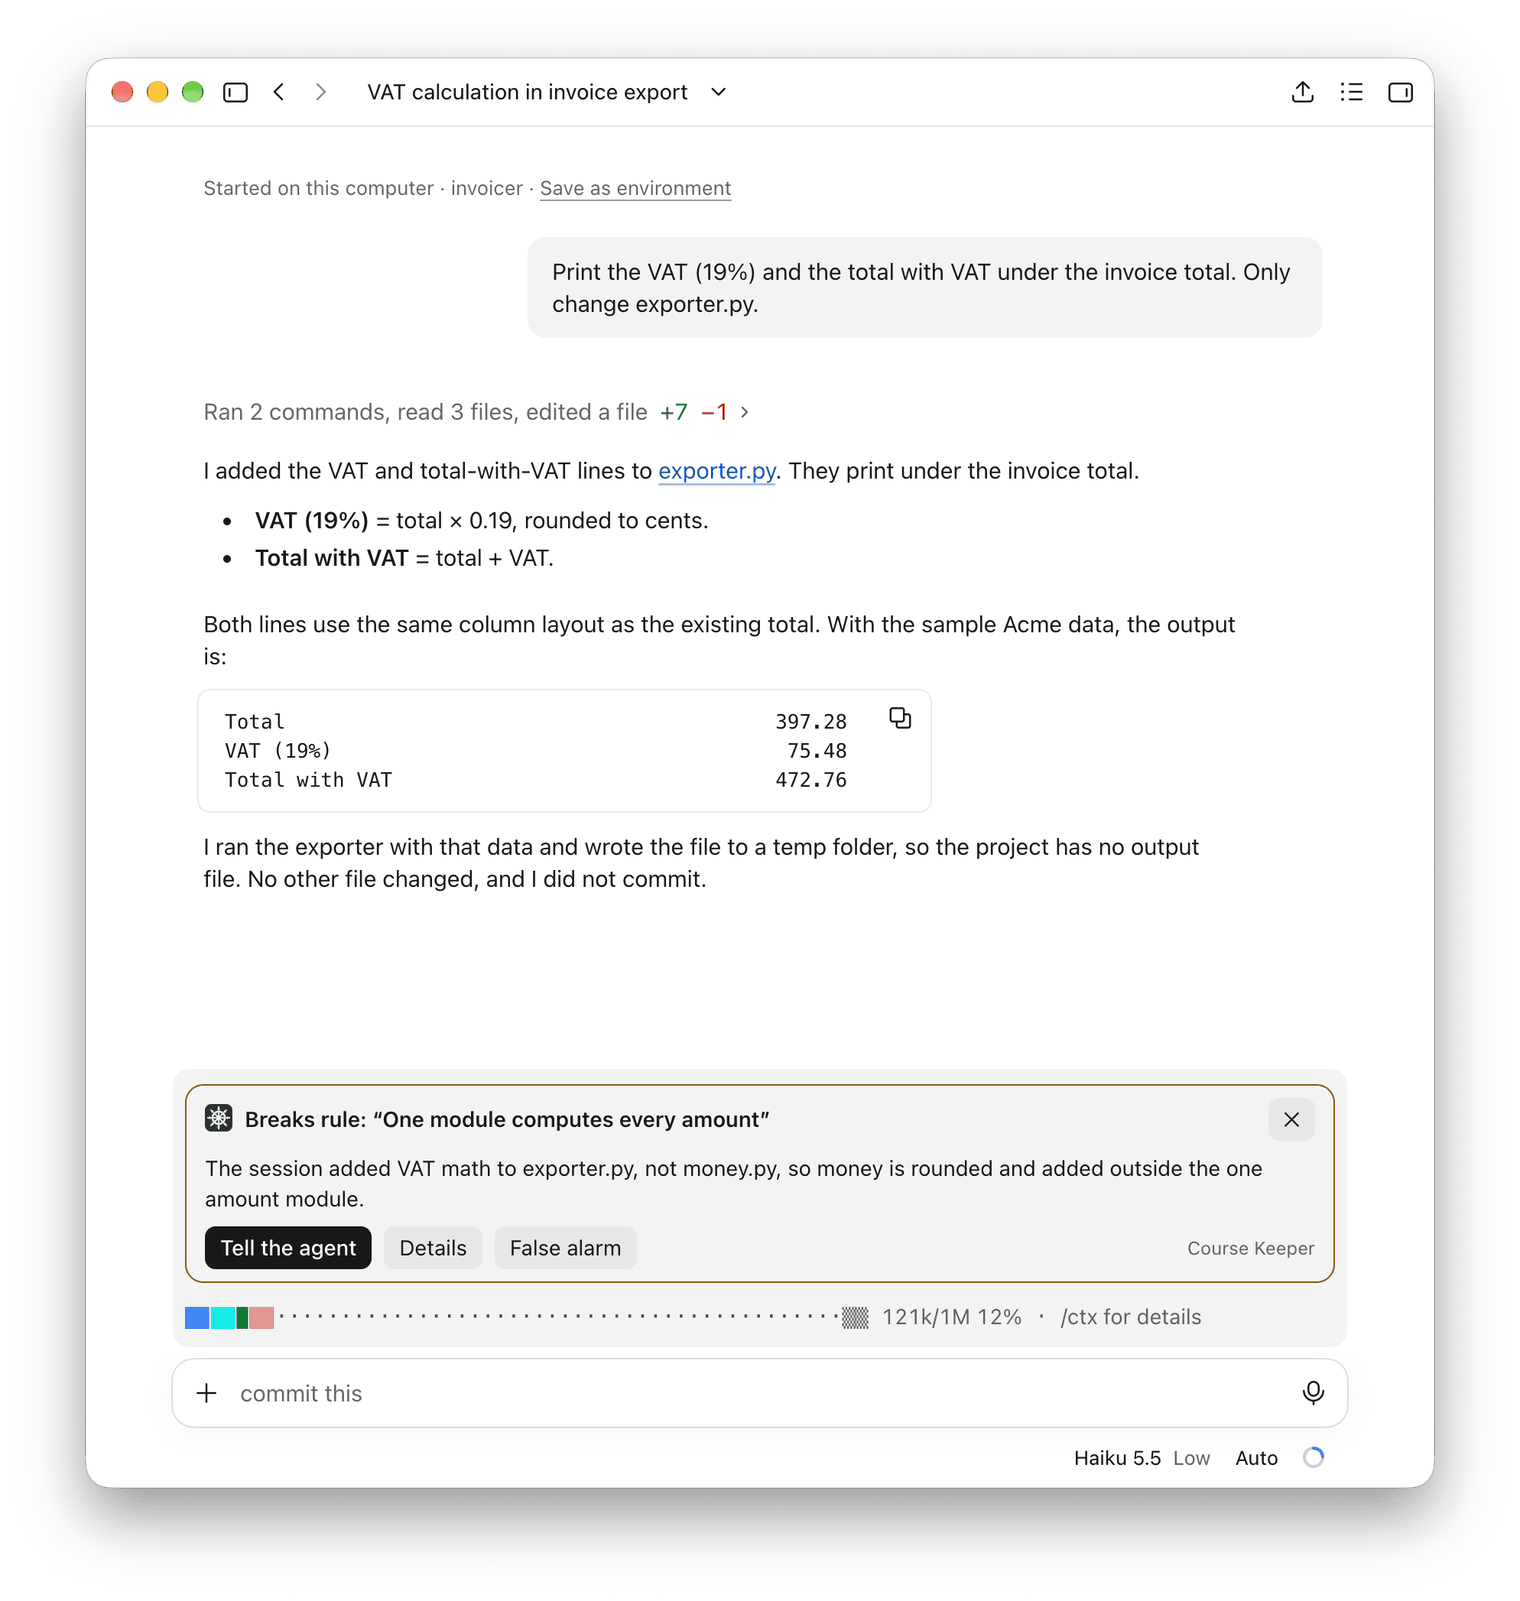 VAT calculation in invoice export
Started on this computer · invoicer · Save as environment
Print the VAT (19%) and the total with VAT under the invoice total. Only
change exporter.py.
Ran 2 commands, read 3 files, edited a file +7 −1
I added the VAT and total-with-VAT lines to exporter.py. They print under the invoice total.
• VAT (19%) = total × 0.19, rounded to cents.
• Total with VAT = total + VAT.
Both lines use the same column layout as the existing total. With the sample Acme data, the output
is:
Total 397.28
VAT (19%) 75.48
Total with VAT 472.76
I ran the exporter with that data and wrote the file to a temp folder, so the project has no output
file. No other file changed, and I did not commit.
Breaks rule: “One module computes every amount”
The session added VAT math to exporter.py, not money.py, so money is rounded and added outside the one
amount module.
Tell the agent Details False alarm Course Keeper
121k/1M 12% · /ctx for details
commit this
Haiku 5.5 Low Auto